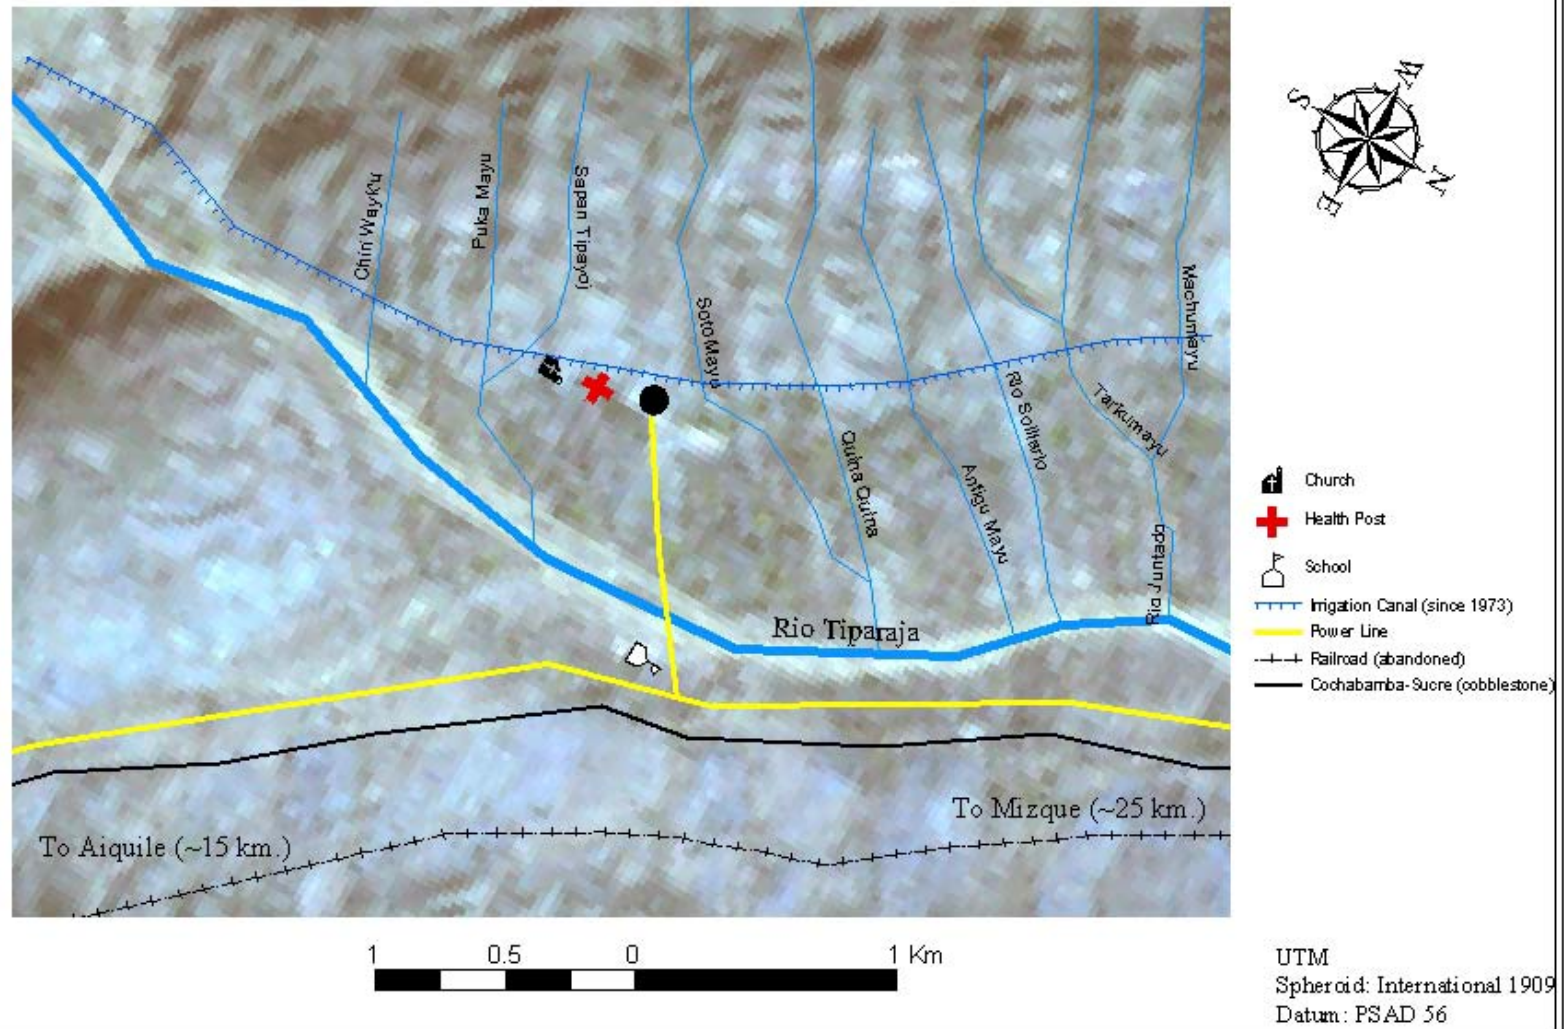 W
S
N
E
Chiri Wayk'u
Puka Mayu
Sapan Tipayoj
Soto Mayu
Quina Quina
Antigu Mayu
Rio Solitario
Tarkumayu
Machumayu
Rio Juntada
Rio Tiparaja
To Mizque (~25 km.)
To Aiquile (~15 km.)
Church
Health Post
School
Irrigation Canal (since 1973)
Power Line
Railroad (abandoned)
Cochabamba-Sucre (cobblestone)
1 0.5 0 1 Km
UTM
Spheroid: International 1909
Datum: PSAD 56